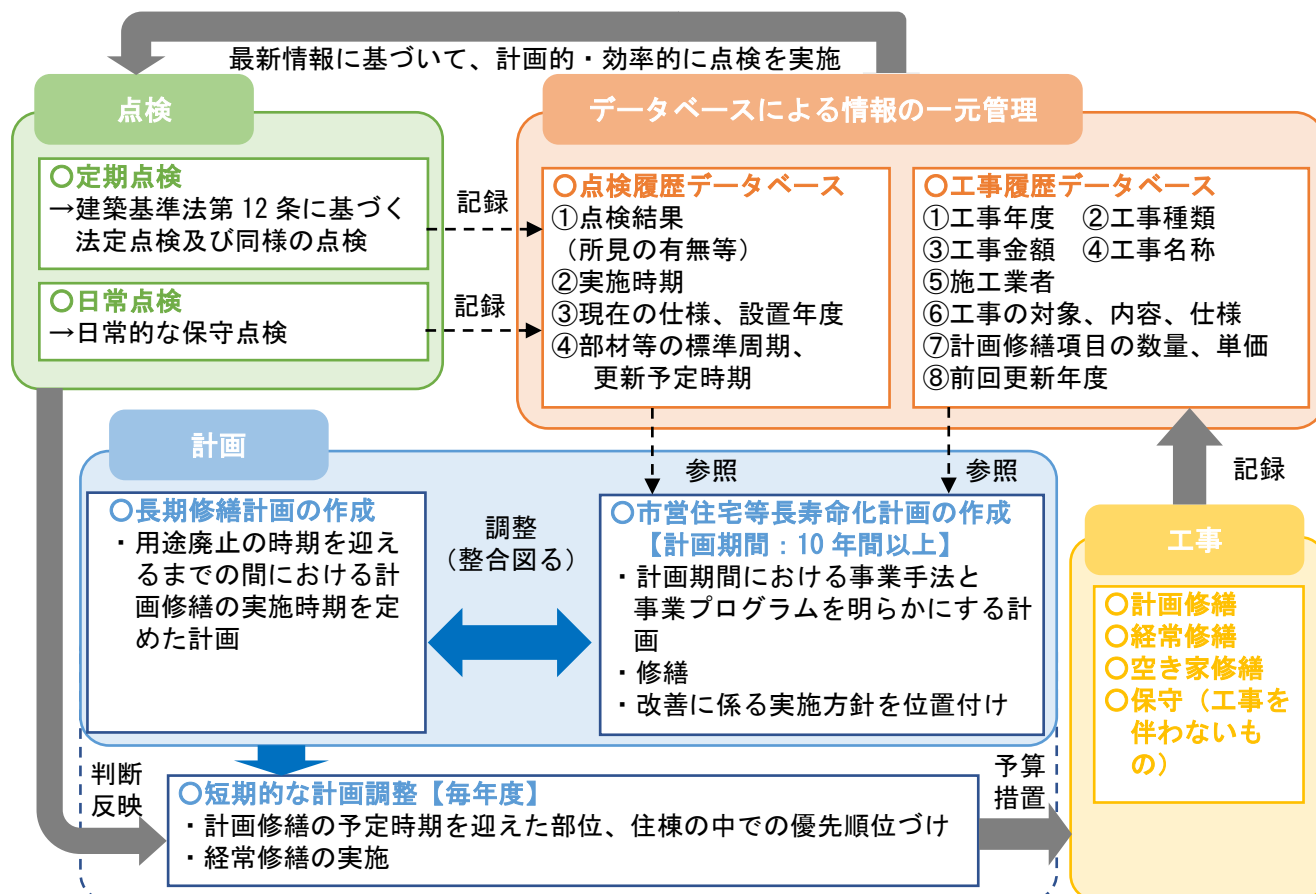 最新情報に基づいて、計画的・効率的に点検を実施
点検
○定期点検
→建築基準法第 12 条に基づく
法定点検及び同様の点検
○日常点検
→日常的な保守点検
記録
記録
データベースによる情報の一元管理
○点検履歴データベース
①点検結果
（所見の有無等）
②実施時期
③現在の仕様、設置年度
④部材等の標準周期、
更新予定時期
○工事履歴データベース
①工事年度　②工事種類
③工事金額　④工事名称
⑤施工業者
⑥工事の対象、内容、仕様
⑦計画修繕項目の数量、単価
⑧前回更新年度
参照
参照
記録
計画
○長期修繕計画の作成
・用途廃止の時期を迎え
るまでの間における計
画修繕の実施時期を定
めた計画
調整
（整合図る）
○市営住宅等長寿命化計画の作成
【計画期間：10 年間以上】
・計画期間における事業手法と
事業プログラムを明らかにする計
画
・修繕
・改善に係る実施方針を位置付け
工事
○計画修繕
○経常修繕
○空き家修繕
○保守（工事を
伴わないも
の）
判断
反映
○短期的な計画調整【毎年度】
・計画修繕の予定時期を迎えた部位、住棟の中での優先順位づけ
・経常修繕の実施
予算
措置